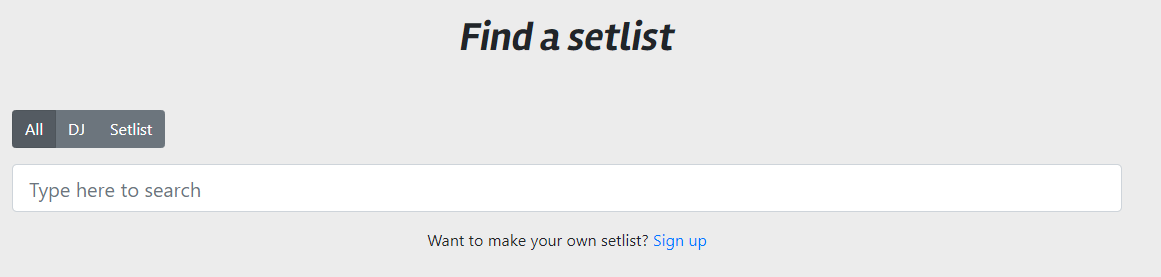 Find a setlist
All DJ Setlist
Type here to search
Want to make your own setlist? Sign up